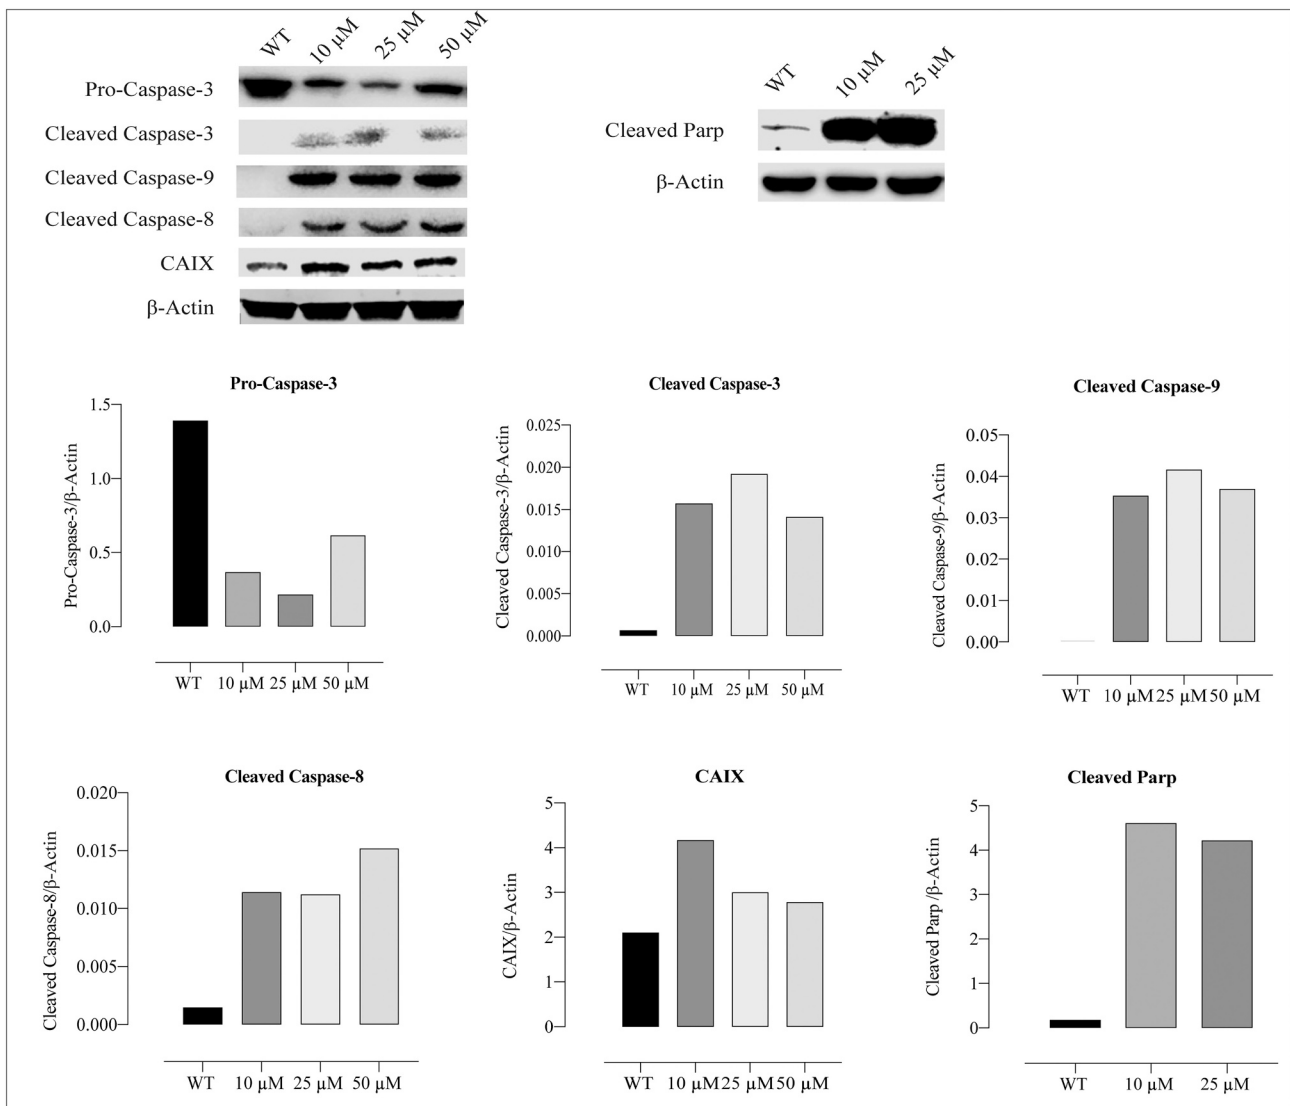 WT 10 µM 25 µM 50 µM
Pro-Caspase-3
Cleaved Caspase-3
Cleaved Caspase-9
Cleaved Caspase-8
CAIX
β-Actin
WT 10 µM 25 µM
Cleaved Parp
β-Actin
Pro-Caspase-3
Pro-Caspase-3/β-Actin
1.5
1.0
0.5
0.0
WT 10 µM 25 µM 50 µM
Cleaved Caspase-3
Cleaved Caspase-3/β-Actin
0.025
0.020
0.015
0.010
0.005
0.000
WT 10 µM 25 µM 50 µM
Cleaved Caspase-9
Cleaved Caspase-9/β-Actin
0.05
0.04
0.03
0.02
0.01
0.00
WT 10 µM 25 µM 50 µM
Cleaved Caspase-8
Cleaved Caspase-8/β-Actin
0.020
0.015
0.010
0.005
0.000
WT 10 µM 25 µM 50 µM
CAIX
CAIX/β-Actin
5
4
3
2
1
0
WT 10 µM 25 µM 50 µM
Cleaved Parp
Cleaved Parp /β-Actin
5
4
3
2
1
0
WT 10 µM 25 µM